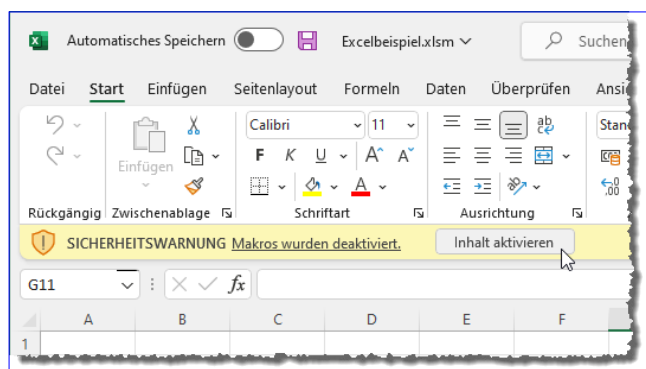 Automatisches Speichern Excelbeispiel.xlsm Suchen
Datei Start Einfügen Seitenlayout Formeln Daten Überprüfen
Calibri 11 ab
Einfügen F K U A A
A
Rückgängig Zwischenablage Schriftart Ausrichtung
SICHERHEITSWARNUNG Makros wurden deaktiviert. Inhalt aktivieren
G11 fx
A B C D E F
1